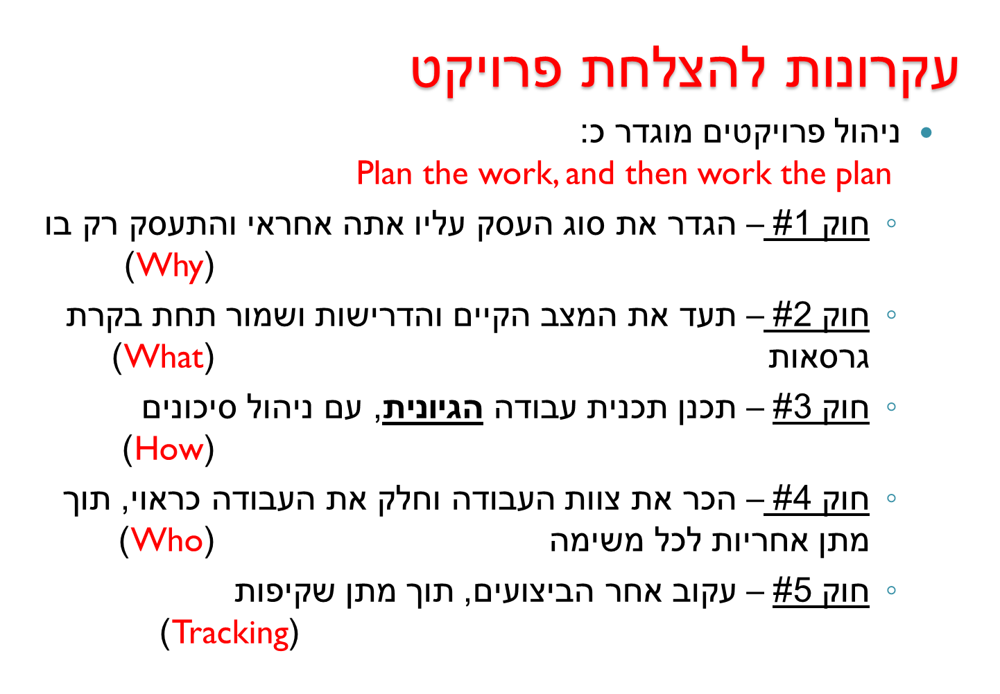 עקרונות להצלחת פרויקט
ניהול פרויקטים מוגדר כ:
Plan the work, and then work the plan
חוק #1 – הגדר את סוג העסק עליו אתה אחראי והתעסק רק בו
(Why)
חוק #2 – תעד את המצב הקיים והדרישות ושמור תחת בקרת
גרסאות (What)
חוק #3 – תכנן תכנית עבודה הגיונית, עם ניהול סיכונים
(How)
חוק #4 – הכר את צוות העבודה וחלק את העבודה כראוי, תוך
מתן אחריות לכל משימה (Who)
חוק #5 – עקוב אחר הביצועים, תוך מתן שקיפות
(Tracking)